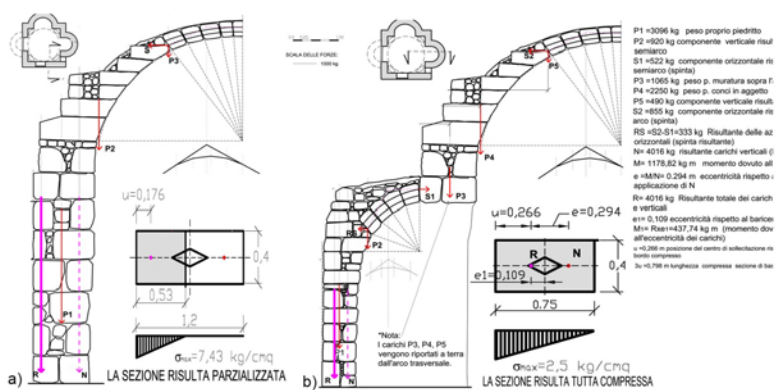 S
P3
SCALA DELLE FORZE:
1000 kg
P2
u=0,176
0,4
0,53
1,2
P1
R
N
σmax=7,43 kg/cmq
a)
LA SEZIONE RISULTA PARZIALIZZATA
S2
P5
P4
S1
P3
RS
P2
u=0,266
e=0,294
R
N
0,4
e1=0,109
0.75
*Nota:
I carichi P3, P4, P5
vengono riportati a terra
dall'arco trasversale.
R
N
σmax=2,5 kg/cmq
b)
LA SEZIONE RISULTA TUTTA COMPRESSA
P1 =3096 kg peso proprio piedritto
P2 =920 kg componente verticale risul
semiarco
S1 =522 kg componente orizzontale ris
semiarco (spinta)
P3 =1065 kg peso p. muratura sopra l'
P4 =2250 kg peso p. conci in aggetto
P5 =490 kg componente verticale risult
S2 =855 kg componente orizzontale ris
arco (spinta)
RS =S2-S1=333 kg Risultante delle az
orizzontali (spinta risultante)
N= 4016 kg risultante carichi verticali (
M= 1178,82 kg m momento dovuto all
e =M/N= 0.294 m eccentricità rispetto
applicazione di N
R= 4016 kg Risultante totale dei carich
e verticali
e1= 0,109 eccentricità rispetto al baric
M1= Rxe1=437,74 kg m (momento dov
all'eccentricità dei carichi)
u =0,266 m posizione del centro di sollecitazione
bordo compresso
3u =0,798 m lunghezza compressa sezione di bas